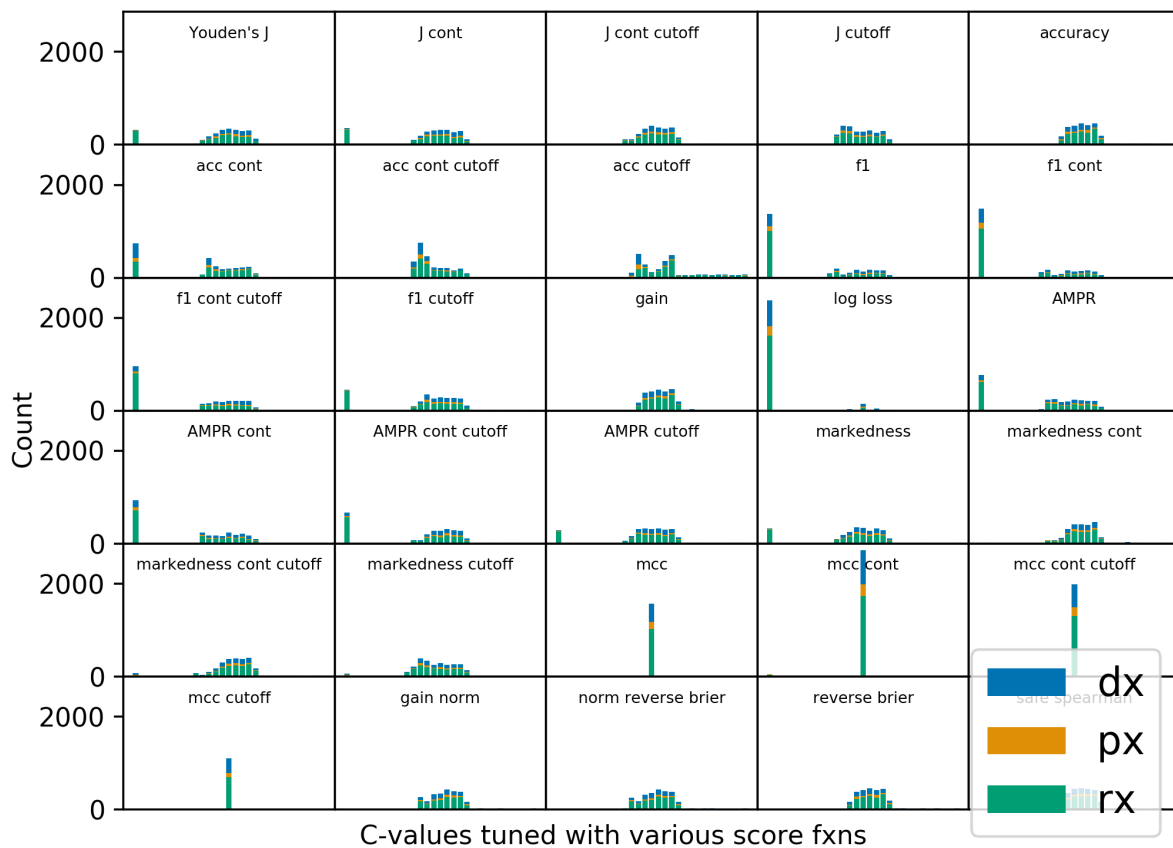 Youden's J J cont J cont cutoff J cutoff accuracy
2000
0
acc cont acc cont cutoff acc cutoff f1 f1 cont
2000
0
f1 cont cutoff f1 cutoff gain log loss AMPR
2000
0
AMPR cont AMPR cont cutoff AMPR cutoff markedness markedness cont
2000
0
markedness cont cutoff markedness cutoff mcc mcc cont mcc cont cutoff
2000
0
mcc cutoff gain norm norm reverse brier reverse brier safe spearman
2000
0
Count
dx
px
rx
C-values tuned with various score fxns